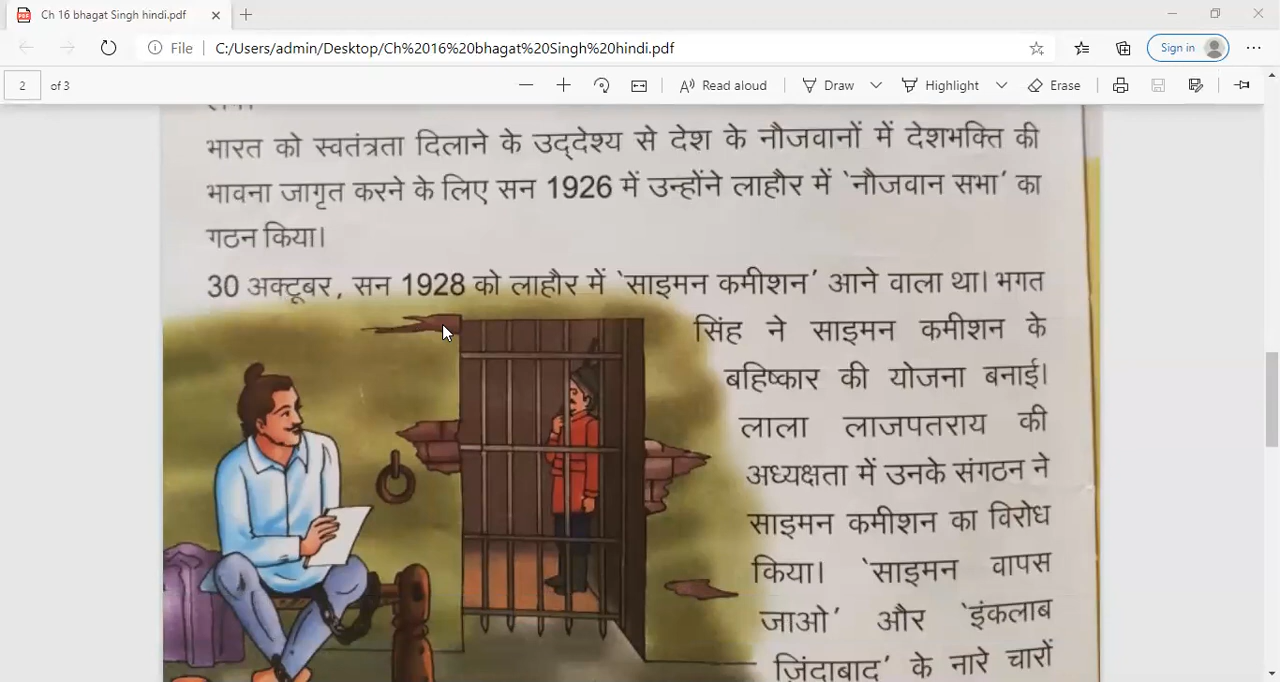 Ch 16 bhagat Singh hindi.pdf
File C:/Users/admin/Desktop/Ch%2016%20bhagat%20Singh%20hindi.pdf Sign in
2 of 3 Read aloud Draw Highlight Erase
भारत को स्वतंत्रता दिलाने के उद्देश्य से देश के नौजवानों में देशभक्ति की
भावना जागृत करने के लिए सन 1926 में उन्होंने लाहौर में `नौजवान सभा' का
गठन किया।
30 अक्टूबर, सन 1928 को लाहौर में `साइमन कमीशन' आने वाला था। भगत
सिंह ने साइमन कमीशन के
बहिष्कार की योजना बनाई।
लाला लाजपतराय की
अध्यक्षता में उनके संगठन ने
साइमन कमीशन का विरोध
किया। `साइमन वापस
जाओ' और `इंकलाब
ज़िंदाबाद' के नारे चारों